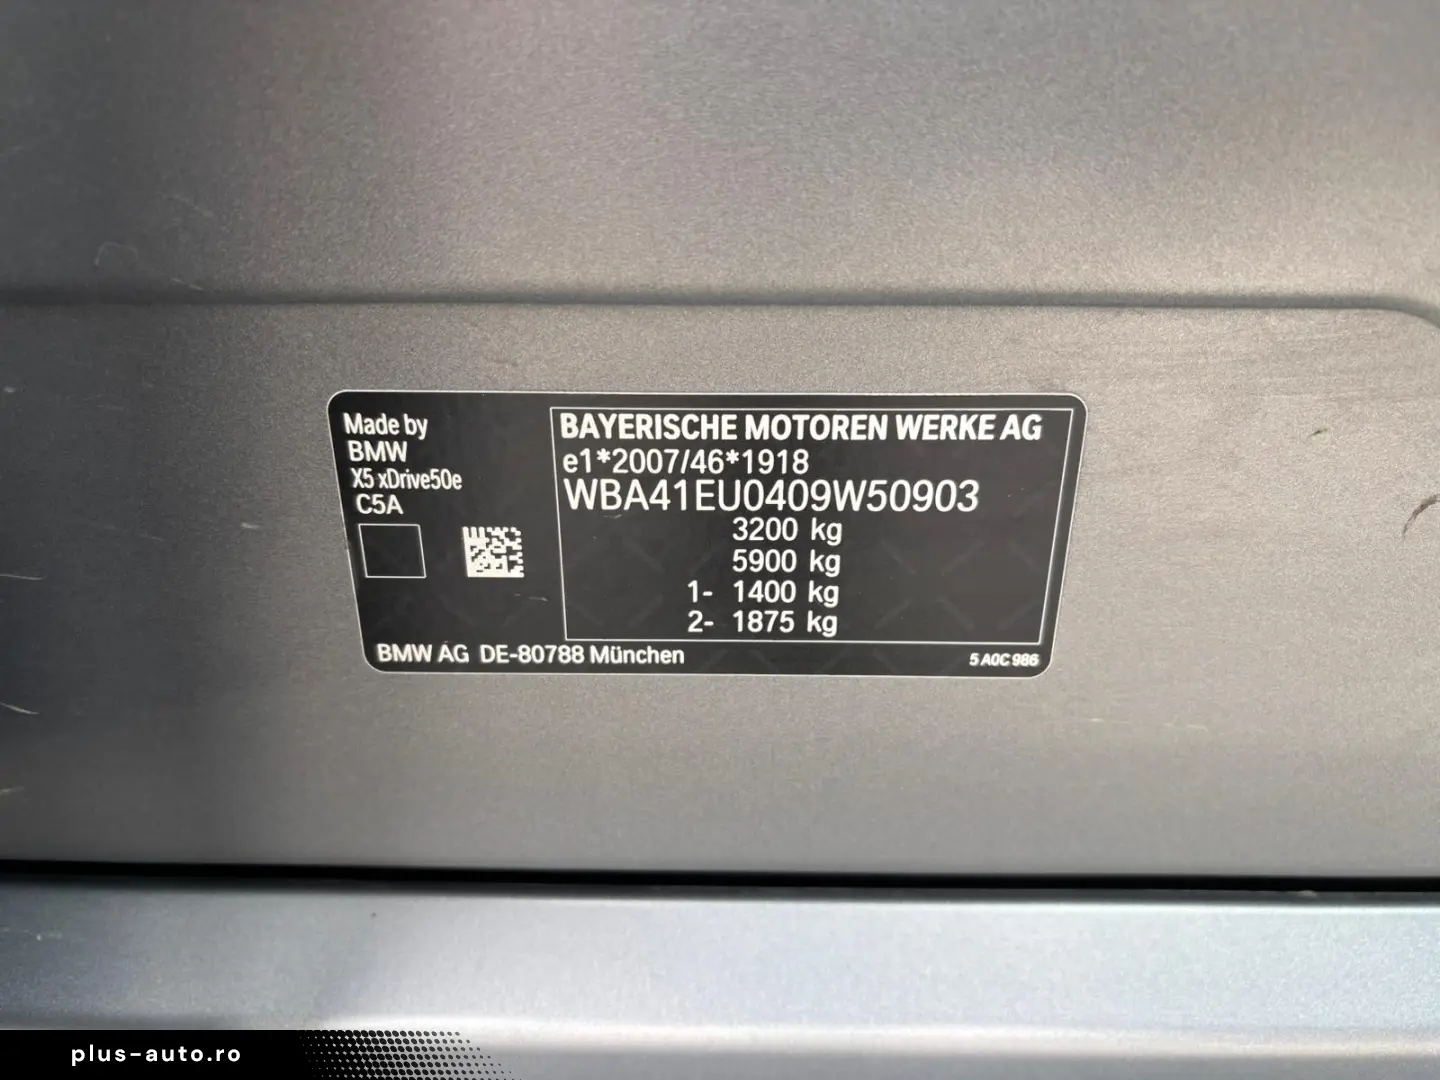 Made by
BMW
X5 xDrive50e
C5A
BAYERISCHE MOTOREN WERKE AG
e1*2007/46*1918
WBA41EU0409W50903
3200 kg
5900 kg
1- 1400 kg
2- 1875 kg
BMW AG DE-80788 München
5 A0C 986
plus-auto.ro